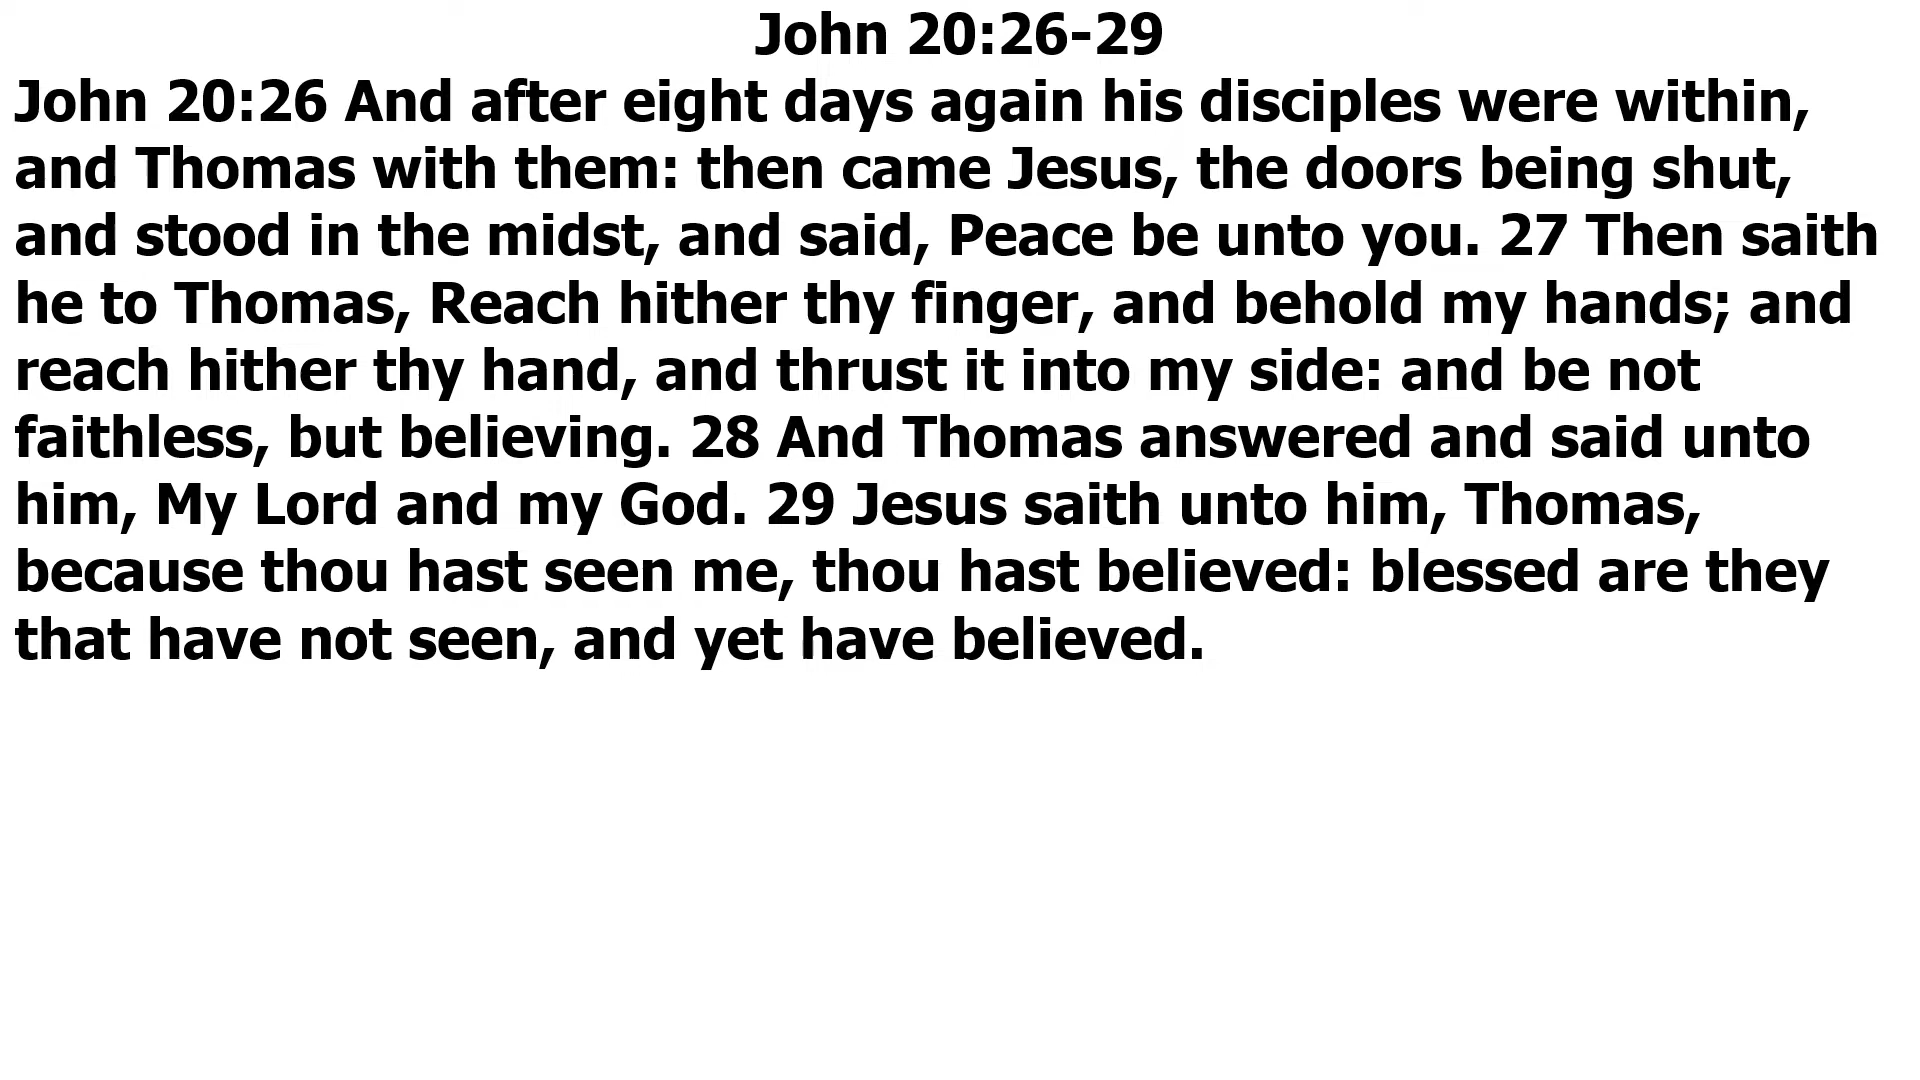 John 20:26-29
John 20:26 And after eight days again his disciples were within,
and Thomas with them: then came Jesus, the doors being shut,
and stood in the midst, and said, Peace be unto you. 27 Then saith
he to Thomas, Reach hither thy finger, and behold my hands; and
reach hither thy hand, and thrust it into my side: and be not
faithless, but believing. 28 And Thomas answered and said unto
him, My Lord and my God. 29 Jesus saith unto him, Thomas,
because thou hast seen me, thou hast believed: blessed are they
that have not seen, and yet have believed.